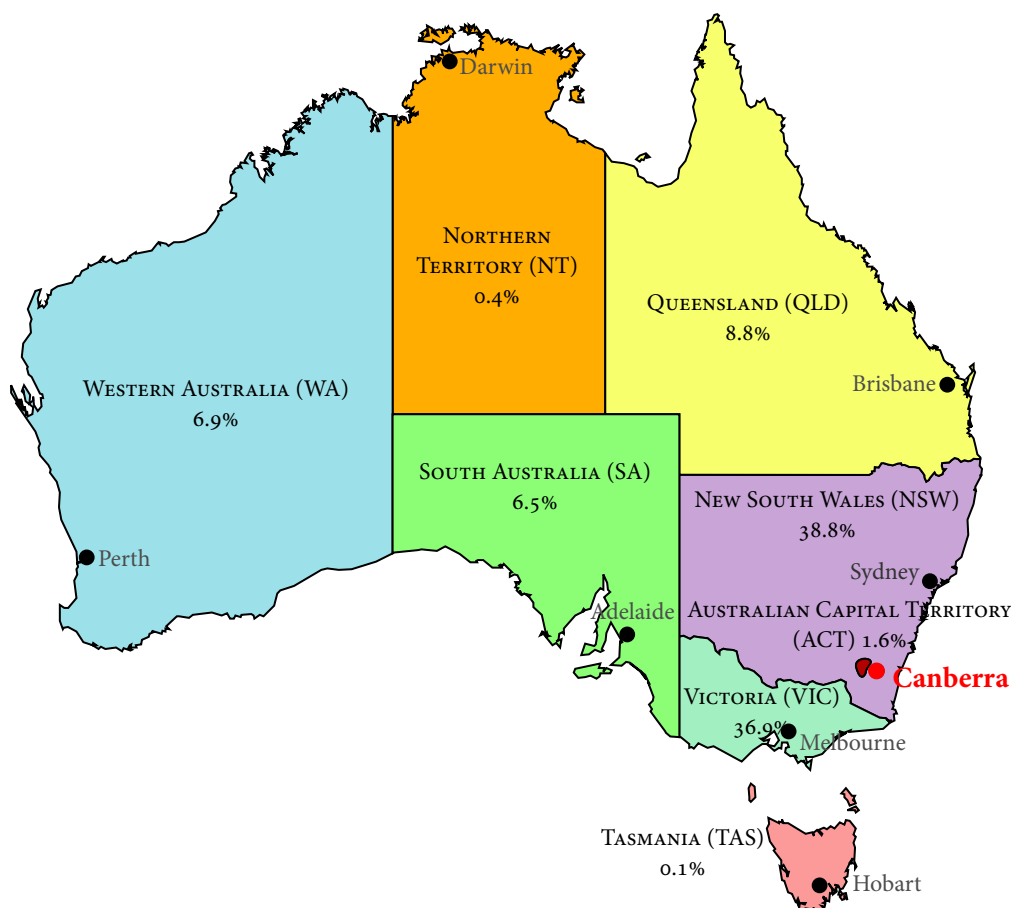 Darwin
NORTHERN
TERRITORY (NT)
0.4%
QUEENSLAND (QLD)
8.8%
WESTERN AUSTRALIA (WA)
6.9%
Brisbane
SOUTH AUSTRALIA (SA)
6.5%
NEW SOUTH WALES (NSW)
38.8%
Perth
Sydney
Adelaide
AUSTRALIAN CAPITAL TERRITORY
(ACT) 1.6%
Canberra
VICTORIA (VIC)
36.9%
Melbourne
TASMANIA (TAS)
0.1%
Hobart